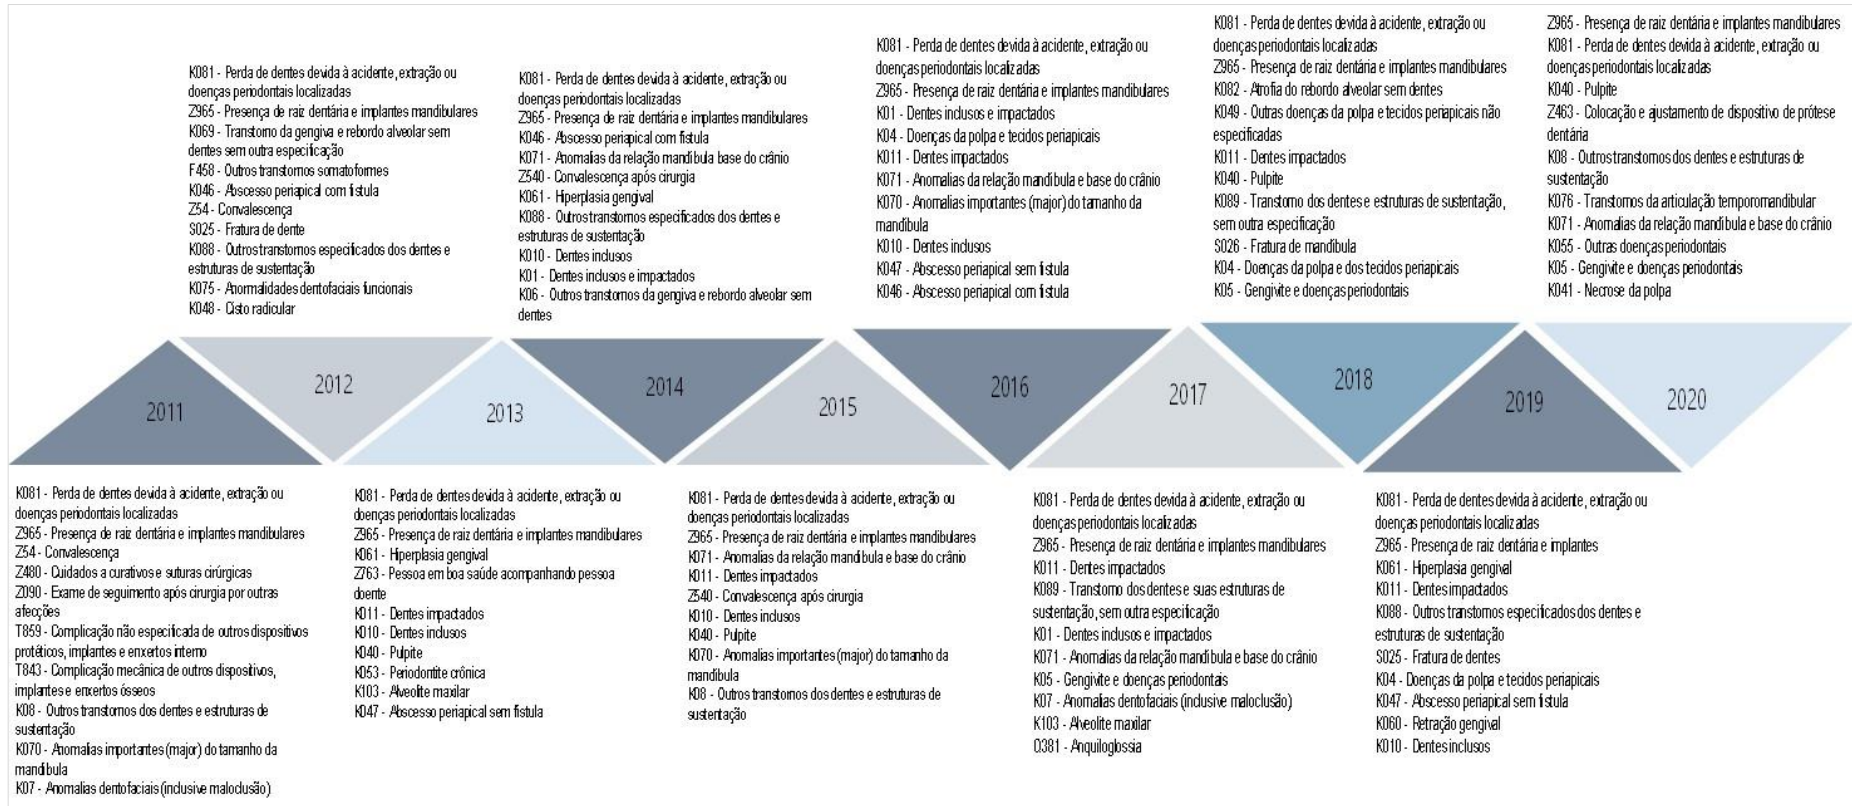 K081 - Perda de dentes devida à acidente, extração ou
doenças periodontais localizadas
Z965 - Presença de raiz dentária e implantes mandibulares
K069 - Transtorno da gengiva e rebordo alveolar sem
dentes sem outra especificação
F458 - Outros transtornos somatoformes
K046 - Abscesso periapical com fístula
Z54 - Convalescença
S025 - Fratura de dente
K088 - Outros transtornos especificados dos dentes e
estruturas de sustentação
K075 - Anormalidades dentofaciais funcionais
K048 - Cisto radicular
K081 - Perda de dentes devida à acidente, extração ou
doenças periodontais localizadas
Z965 - Presença de raiz dentária e implantes mandibulares
K046 - Abscesso periapical com fístula
K071 - Anomalias da relação mandíbula base do crânio
Z540 - Convalescença após cirurgia
K061 - Hiperplasia gengival
K088 - Outros transtornos especificados dos dentes e
estruturas de sustentação
K010 - Dentes inclusos
K01 - Dentes inclusos e impactados
K06 - Outros transtornos da gengiva e rebordo alveolar sem
dentes
K081 - Perda de dentes devida à acidente, extração ou
doenças periodontais localizadas
Z965 - Presença de raiz dentária e implantes mandibulares
K01 - Dentes inclusos e impactados
K04 - Doenças da polpa e tecidos periapicais
K011 - Dentes impactados
K071 - Anomalias da relação mandíbula e base do crânio
K070 - Anomalias importantes (major) do tamanho da
mandíbula
K010 - Dentes inclusos
K047 - Abscesso periapical sem fístula
K046 - Abscesso periapical com fístula
K081 - Perda de dentes devida à acidente, extração ou
doenças periodontais localizadas
Z965 - Presença de raiz dentária e implantes mandibulares
K082 - Atrofia do rebordo alveolar sem dentes
K049 - Outras doenças da polpa e tecidos periapicais não
especificadas
K011 - Dentes impactados
K040 - Pulpite
K089 - Transtorno dos dentes e estruturas de sustentação,
sem outra especificação
S026 - Fratura de mandíbula
K04 - Doenças da polpa e dos tecidos periapicais
K05 - Gengivite e doenças periodontais
Z965 - Presença de raiz dentária e implantes mandibulares
K081 - Perda de dentes devida à acidente, extração ou
doenças periodontais localizadas
K040 - Pulpite
Z463 - Colocação e ajustamento de dispositivo de prótese
dentária
K08 - Outros transtornos dos dentes e estruturas de
sustentação
K076 - Transtornos da articulação temporomandibular
K071 - Anomalias da relação mandíbula e base do crânio
K055 - Outras doenças periodontais
K05 - Gengivite e doenças periodontais
K041 - Necrose da polpa
2011
2012
2013
2014
2015
2016
2017
2018
2019
2020
K081 - Perda de dentes devida à acidente, extração ou
doenças periodontais localizadas
Z965 - Presença de raiz dentária e implantes mandibulares
Z54 - Convalescença
Z480 - Cuidados a curativos e suturas cirúrgicas
Z090 - Exame de seguimento após cirurgia por outras
afecções
T859 - Complicação não especificada de outros dispositivos
protéticos, implantes e enxertos interno
T843 - Complicação mecânica de outros dispositivos,
implantes e enxertos ósseos
K08 - Outros transtornos dos dentes e estruturas de
sustentação
K070 - Anomalias importantes (major) do tamanho da
mandíbula
K07 - Anomalias dentofaciais (inclusive maloclusão)
K081 - Perda de dentes devida à acidente, extração ou
doenças periodontais localizadas
Z965 - Presença de raiz dentária e implantes mandibulares
K061 - Hiperplasia gengival
Z763 - Pessoa em boa saúde acompanhando pessoa
doente
K011 - Dentes impactados
K010 - Dentes inclusos
K040 - Pulpite
K053 - Periodontite crônica
K103 - Alveolite maxilar
K047 - Abscesso periapical sem fístula
K081 - Perda de dentes devida à acidente, extração ou
doenças periodontais localizadas
Z965 - Presença de raiz dentária e implantes mandibulares
K071 - Anomalias da relação mandíbula e base do crânio
K011 - Dentes impactados
Z540 - Convalescença após cirurgia
K010 - Dentes inclusos
K040 - Pulpite
K070 - Anomalias importantes (major) do tamanho da
mandíbula
K08 - Outros transtornos dos dentes e estruturas de
sustentação
K081 - Perda de dentes devida à acidente, extração ou
doenças periodontais localizadas
Z965 - Presença de raiz dentária e implantes mandibulares
K011 - Dentes impactados
K089 - Transtorno dos dentes e suas estruturas de
sustentação, sem outra especificação
K01 - Dentes inclusos e impactados
K071 - Anomalias da relação mandíbula e base do crânio
K05 - Gengivite e doenças periodontais
K07 - Anomalias dentofaciais (inclusive maloclusão)
K103 - Alveolite maxilar
Q381 - Anquiloglossia
K081 - Perda de dentes devida à acidente, extração ou
doenças periodontais localizadas
Z965 - Presença de raiz dentária e implantes
K061 - Hiperplasia gengival
K011 - Dentes impactados
K088 - Outros transtornos especificados dos dentes e
estruturas de sustentação
S025 - Fratura de dentes
K04 - Doenças da polpa e tecidos periapicais
K047 - Abscesso periapical sem fístula
K060 - Retração gengival
K010 - Dentes inclusos